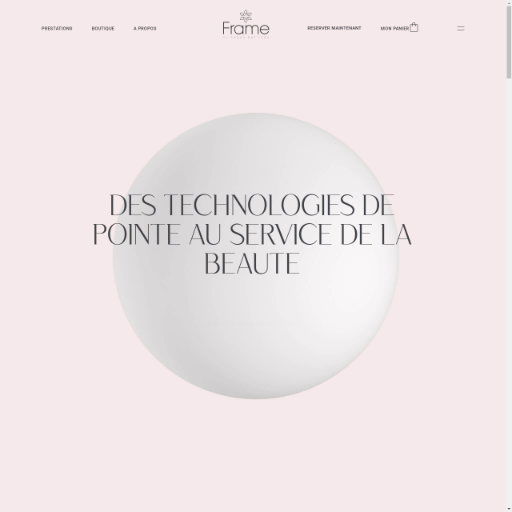 PRESTATIONS
BOUTIQUE
A PROPOS
Frame
RESERVER MAINTENANT
MON PANIER
DES TECHNOLOGIES DE
POINTE AU SERVICE DE LA
BEAUTE